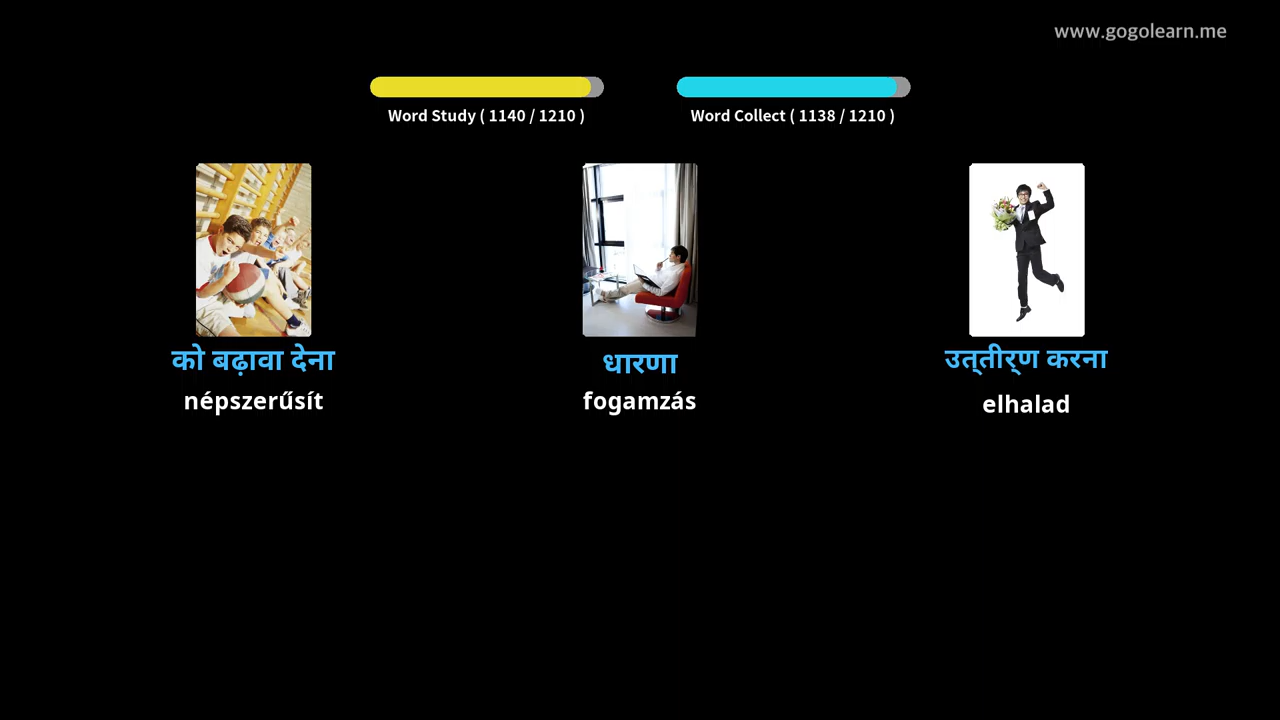 www.gogolearn.me
Word Study ( 1140 / 1210 )
Word Collect ( 1138 / 1210 )
को बढ़ावा देना
धारणा
उत्‌तीर्‌ण करना
népszerűsít
fogamzás
elhalad